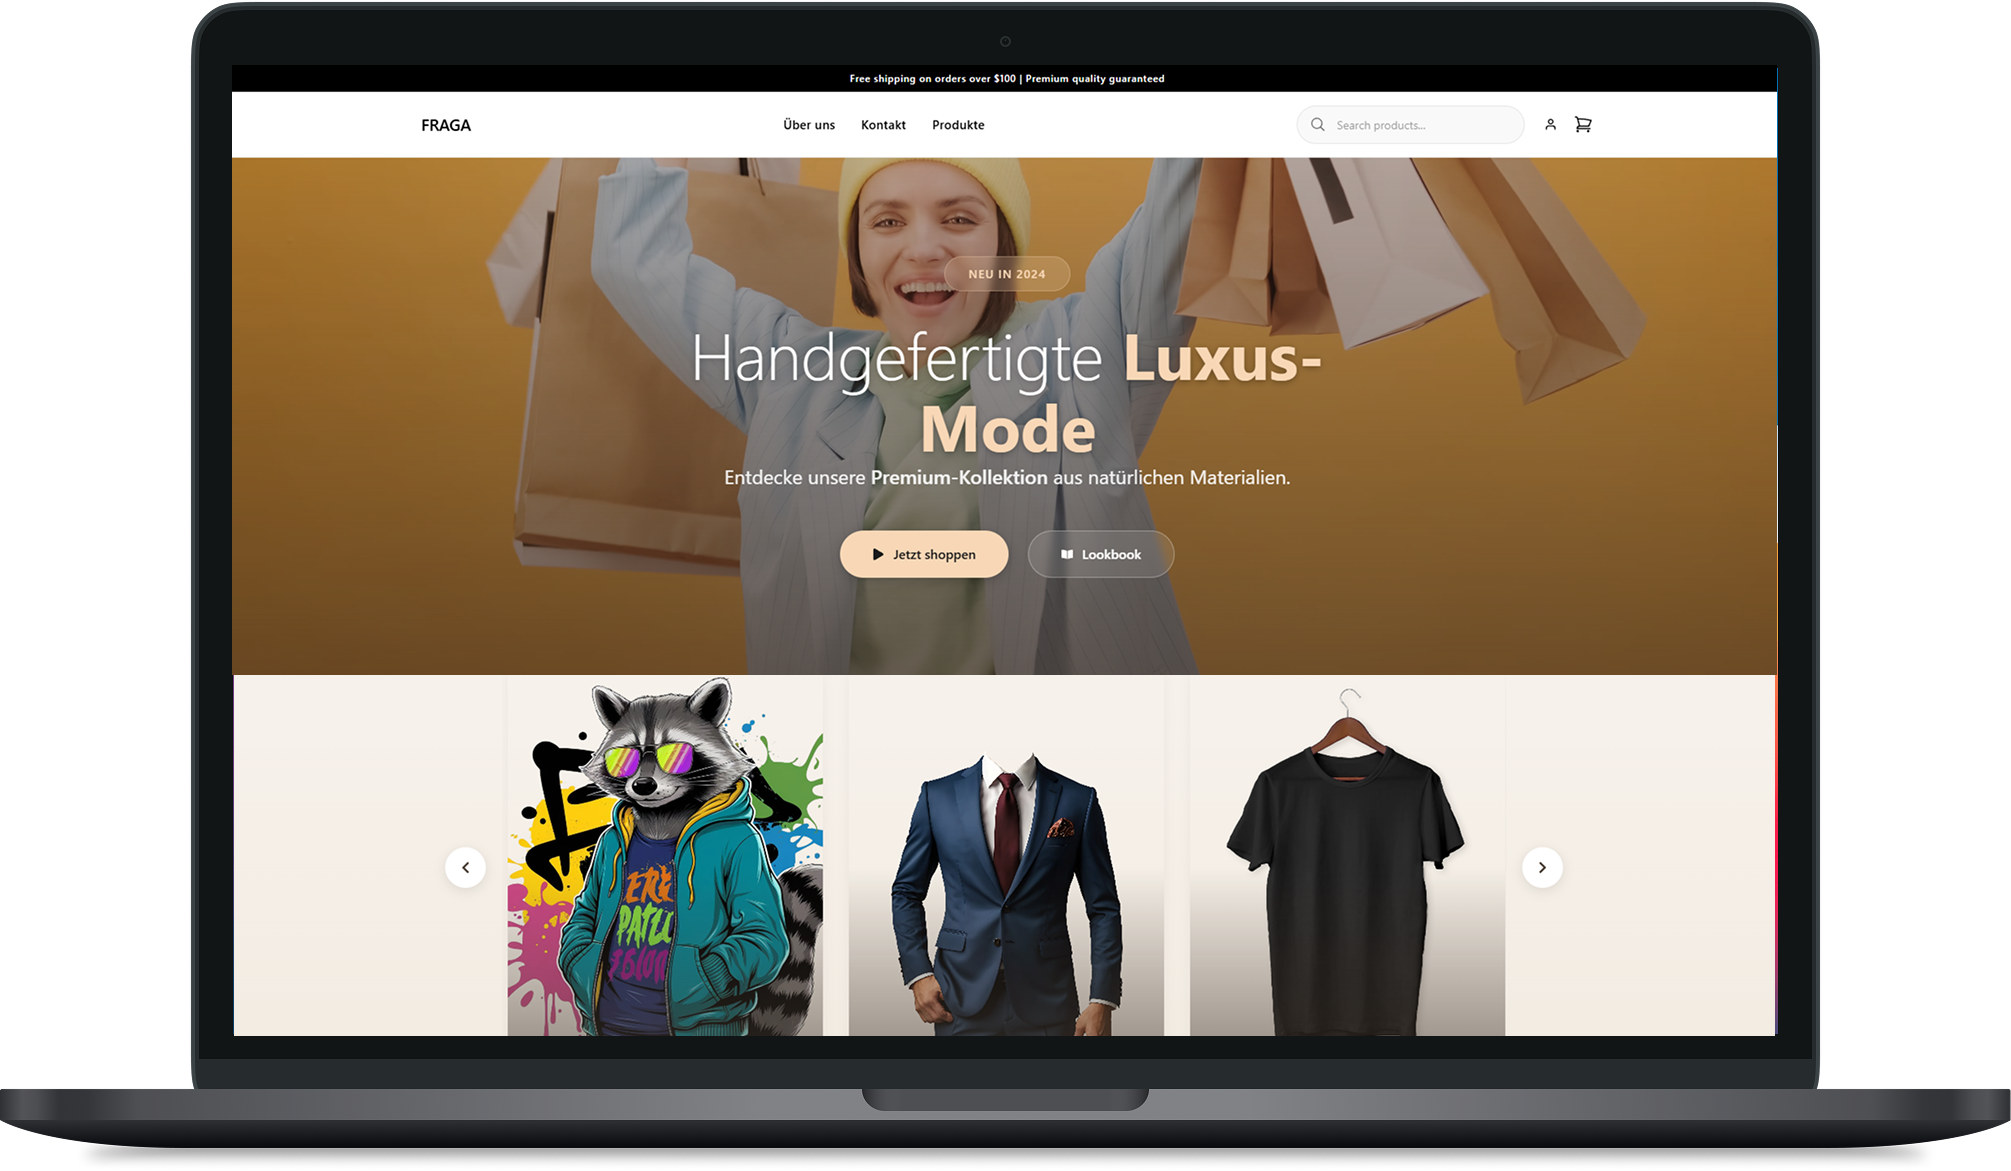 Free shipping on orders over $100 | Premium quality guaranteed
FRAGA
Über uns Kontakt Produkte
Search products...
NEU IN 2024
Handgefertigte Luxus-
Mode
Entdecke unsere Premium-Kollektion aus natürlichen Materialien.
Jetzt shoppen
Lookbook